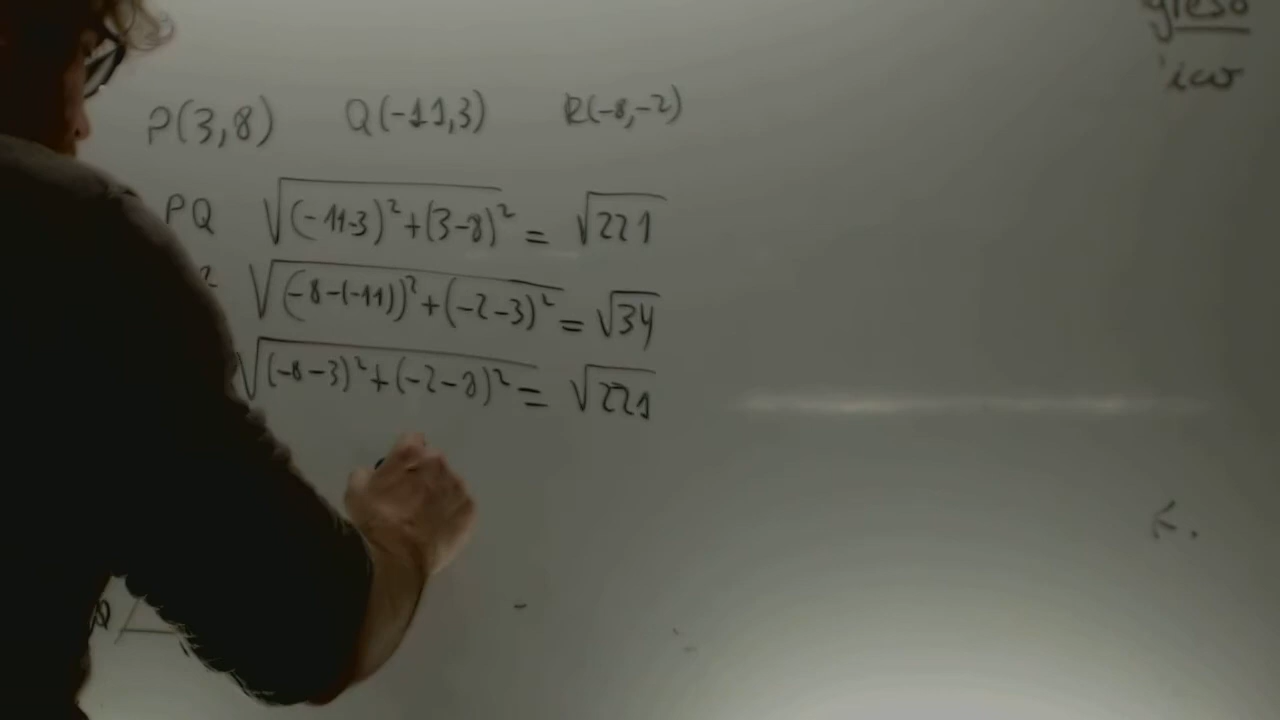 P(3,8) Q(-11,3) R(-8,-2)
PQ √((-11-3)²+(3-8)²) = √221
√((-8-(-11))²+(-2-3)²) = √34
√((-8-3)²+(-2-8)²) = √221
Q